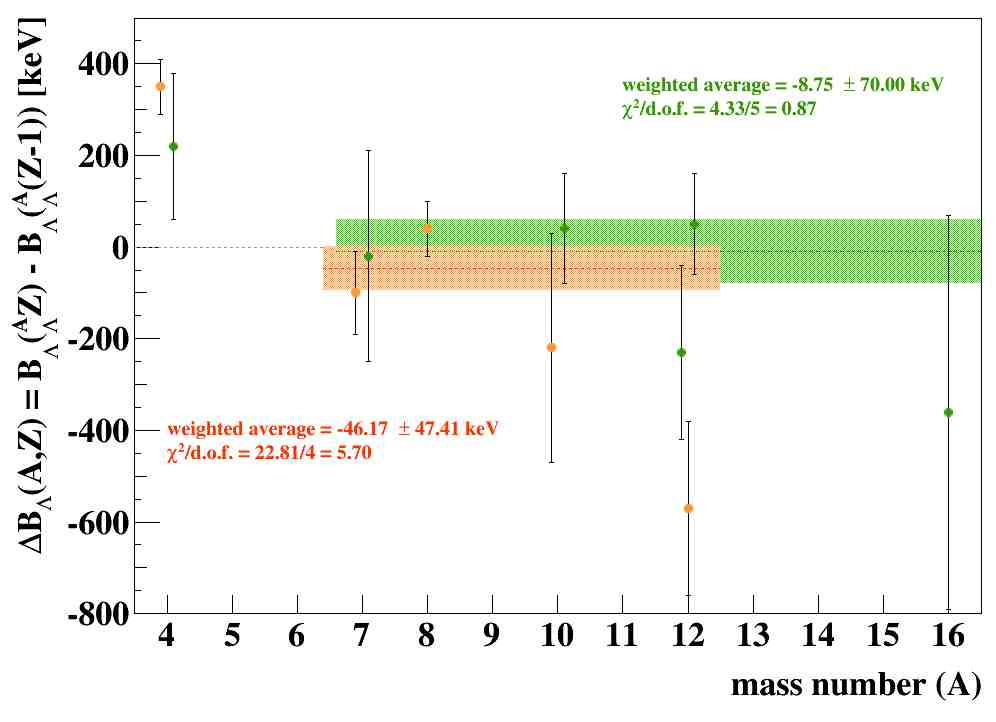 ΔB_Λ(A,Z) = B_Λ(^A_ΛZ) - B_Λ(^A_Λ(Z-1)) [keV]
400
200
0
-200
-400
-600
-800
weighted average = -8.75 ± 70.00 keV
χ²/d.o.f. = 4.33/5 = 0.87
weighted average = -46.17 ± 47.41 keV
χ²/d.o.f. = 22.81/4 = 5.70
4 5 6 7 8 9 10 11 12 13 14 15 16
mass number (A)